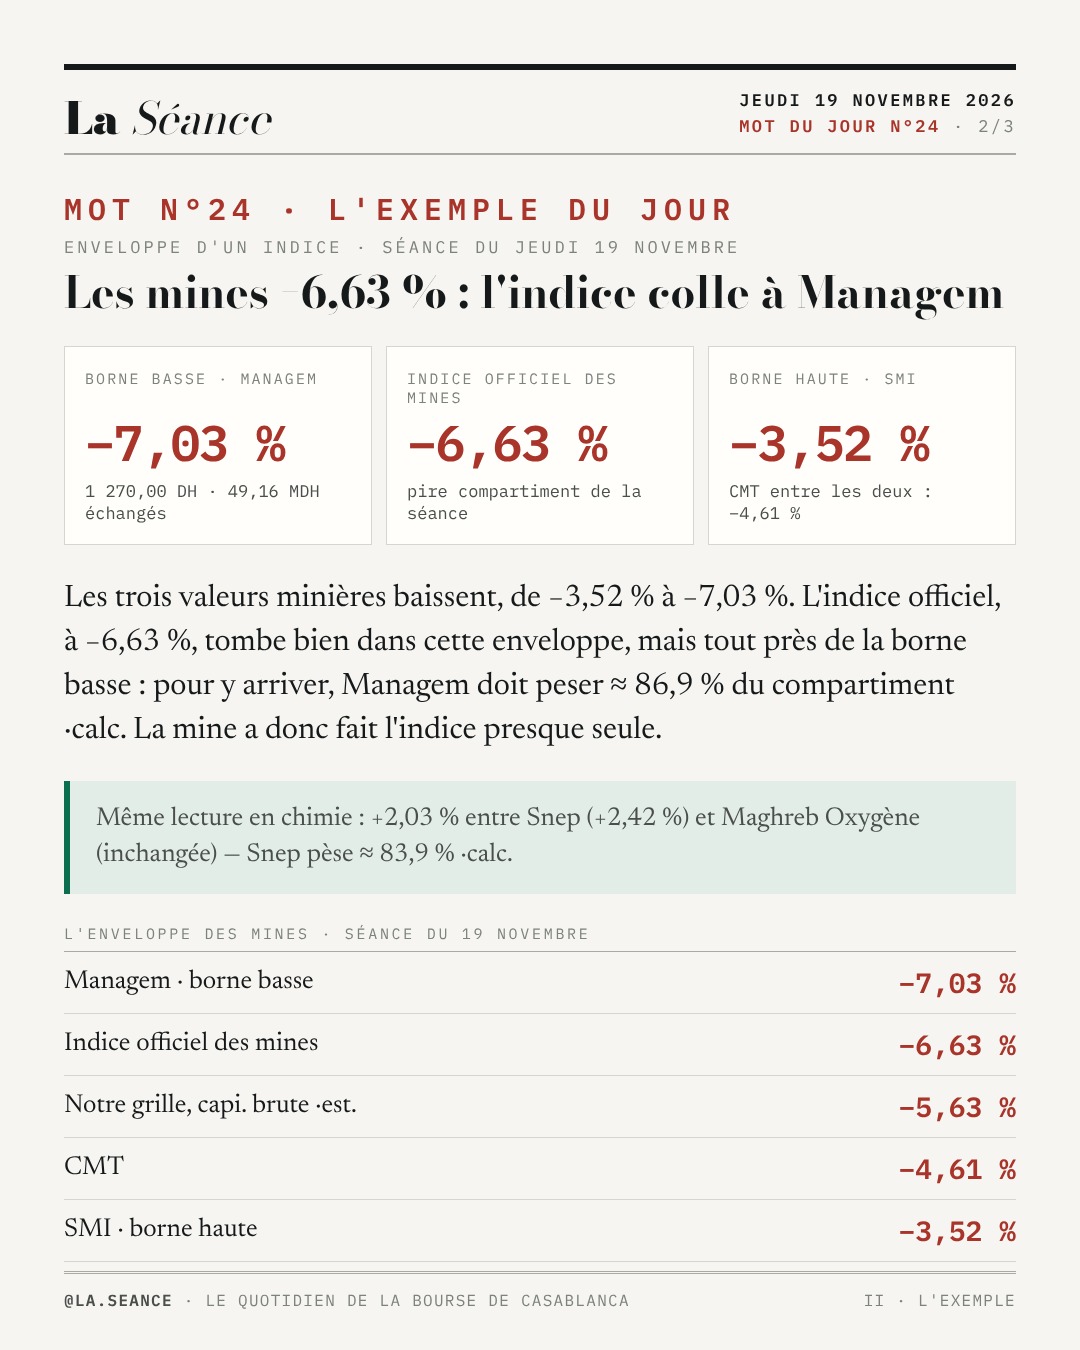 La Séance
JEUDI 19 NOVEMBRE 2026
MOT DU JOUR N°24 · 2/3
MOT N°24 · L'EXEMPLE DU JOUR
ENVELOPPE D'UN INDICE · SÉANCE DU JEUDI 19 NOVEMBRE
Les mines −6,63 % : l'indice colle à Managem
BORNE BASSE · MANAGEM
−7,03 %
1 270,00 DH · 49,16 MDH
échangés
INDICE OFFICIEL DES
MINES
−6,63 %
pire compartiment de la
séance
BORNE HAUTE · SMI
−3,52 %
CMT entre les deux :
−4,61 %
Les trois valeurs minières baissent, de −3,52 % à −7,03 %. L'indice officiel,
à −6,63 %, tombe bien dans cette enveloppe, mais tout près de la borne
basse : pour y arriver, Managem doit peser ≈ 86,9 % du compartiment
·calc. La mine a donc fait l'indice presque seule.
Même lecture en chimie : +2,03 % entre Snep (+2,42 %) et Maghreb Oxygène
(inchangée) — Snep pèse ≈ 83,9 % ·calc.
L'ENVELOPPE DES MINES · SÉANCE DU 19 NOVEMBRE
Managem · borne basse −7,03 %
Indice officiel des mines −6,63 %
Notre grille, capi. brute ·est. −5,63 %
CMT −4,61 %
SMI · borne haute −3,52 %
@LA.SEANCE · LE QUOTIDIEN DE LA BOURSE DE CASABLANCA
II · L'EXEMPLE